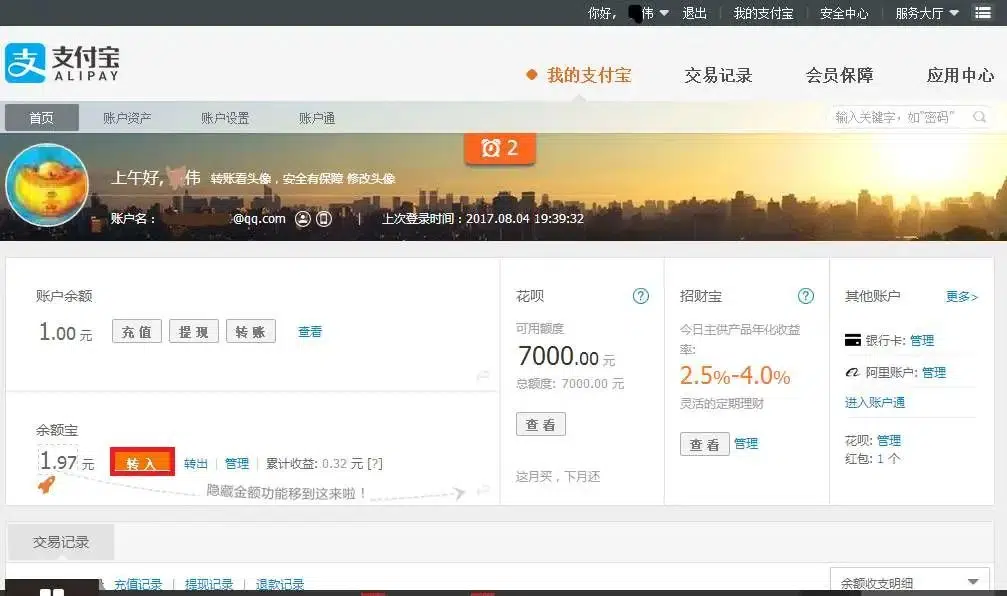 你好, 伟 退出 我的支付宝 安全中心 服务大厅
支付宝
ALIPAY
我的支付宝 交易记录 会员保障 应用中心
首页 账户资产 账户设置 账户通 输入关键字，如"密码"
2
上午好, 伟 转账看头像，安全有保障 修改头像
账户名： @qq.com | 上次登录时间：2017.08.04 19:39:32
账户余额
1.00 元 充值 提现 转账 查看
余额宝
1.97 元 转入 转出 | 管理 | 累计收益: 0.32 元 [?]
隐藏金额功能移到这来啦！
花呗 ?
可用额度
7000.00 元
总额度: 7000.00 元
查看
这月买，下月还
招财宝 ?
今日主供产品年化收益
率:
2.5%-4.0%
灵活的定期理财
查看 管理
其他账户 更多>
银行卡: 管理
阿里账户: 管理
进入账户通
花呗: 管理
红包: 1 个
交易记录
充值记录 | 提现记录 | 退款记录
余额收支明细